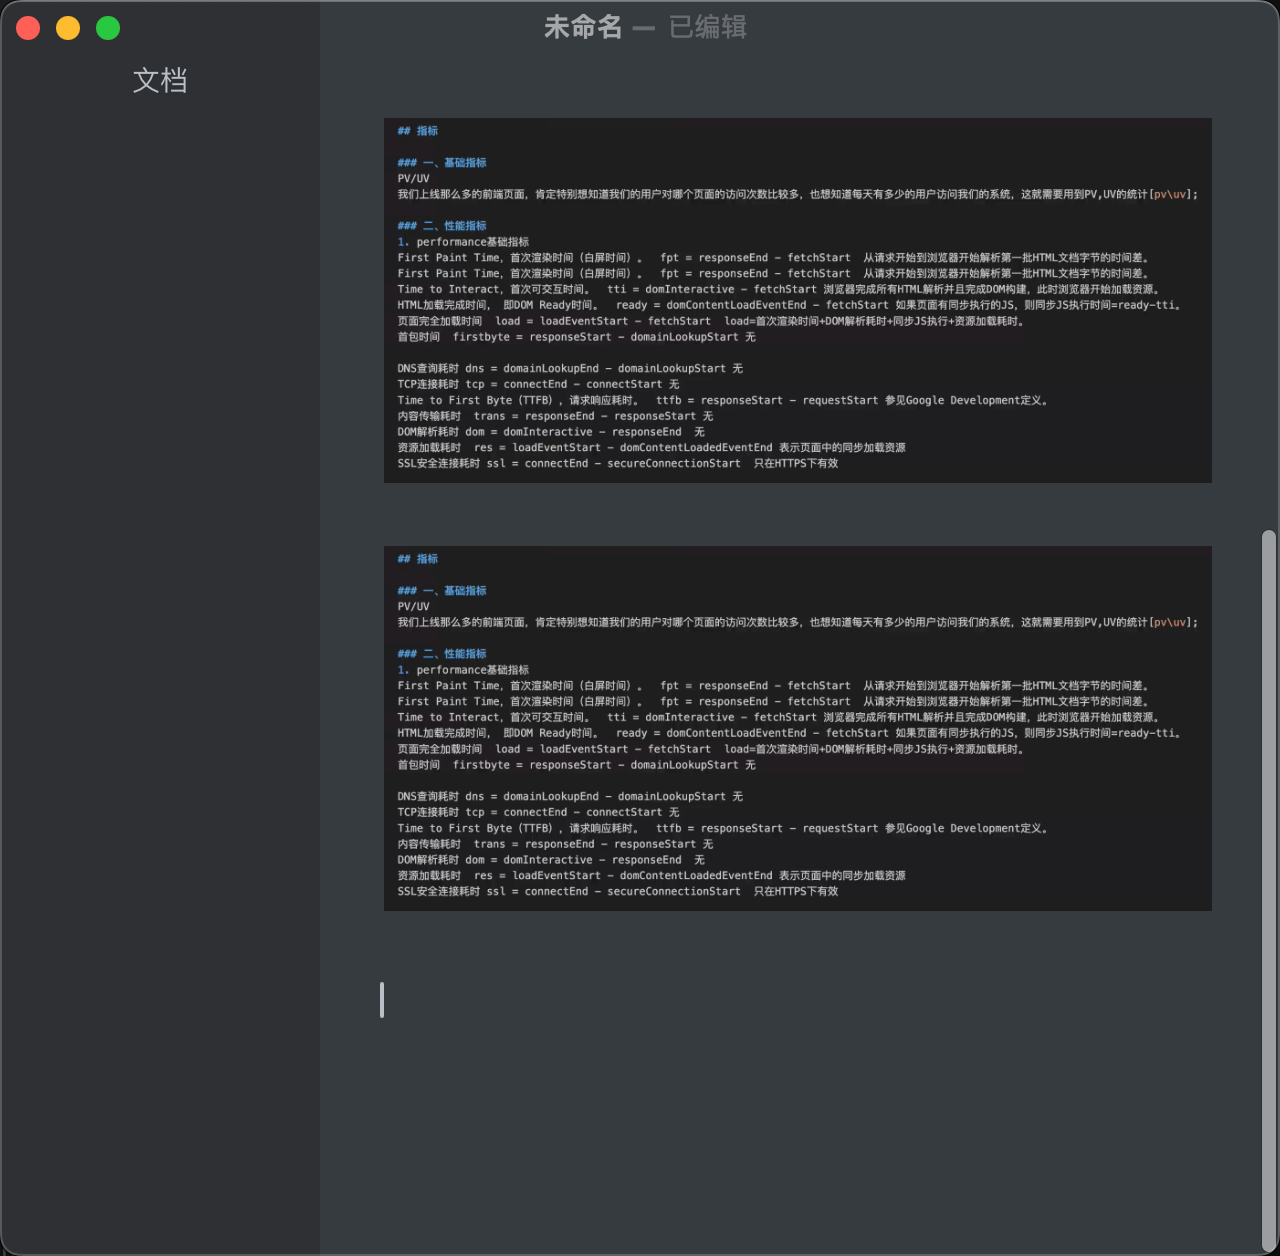 未命名 — 已编辑
文档
## 指标
### 一、基础指标
PV/UV
我们上线那么多的前端页面，肯定特别想知道我们的用户对哪个页面的访问次数比较多，也想知道每天有多少的用户访问我们的系统，这就需要用到PV,UV的统计[pv\uv];
### 二、性能指标
1. performance基础指标
First Paint Time，首次渲染时间（白屏时间）。  fpt = responseEnd - fetchStart  从请求开始到浏览器开始解析第一批HTML文档字节的时间差。
First Paint Time，首次渲染时间（白屏时间）。  fpt = responseEnd - fetchStart  从请求开始到浏览器开始解析第一批HTML文档字节的时间差。
Time to Interact，首次可交互时间。  tti = domInteractive - fetchStart 浏览器完成所有HTML解析并且完成DOM构建，此时浏览器开始加载资源。
HTML加载完成时间， 即DOM Ready时间。  ready = domContentLoadEventEnd - fetchStart 如果页面有同步执行的JS，则同步JS执行时间=ready-tti。
页面完全加载时间  load = loadEventStart - fetchStart  load=首次渲染时间+DOM解析耗时+同步JS执行+资源加载耗时。
首包时间  firstbyte = responseStart - domainLookupStart 无
DNS查询耗时 dns = domainLookupEnd - domainLookupStart 无
TCP连接耗时 tcp = connectEnd - connectStart 无
Time to First Byte（TTFB），请求响应耗时。  ttfb = responseStart - requestStart 参见Google Development定义。
内容传输耗时  trans = responseEnd - responseStart 无
DOM解析耗时 dom = domInteractive - responseEnd  无
资源加载耗时  res = loadEventStart - domContentLoadedEventEnd 表示页面中的同步加载资源
SSL安全连接耗时 ssl = connectEnd - secureConnectionStart  只在HTTPS下有效
## 指标
### 一、基础指标
PV/UV
我们上线那么多的前端页面，肯定特别想知道我们的用户对哪个页面的访问次数比较多，也想知道每天有多少的用户访问我们的系统，这就需要用到PV,UV的统计[pv\uv];
### 二、性能指标
1. performance基础指标
First Paint Time，首次渲染时间（白屏时间）。  fpt = responseEnd - fetchStart  从请求开始到浏览器开始解析第一批HTML文档字节的时间差。
First Paint Time，首次渲染时间（白屏时间）。  fpt = responseEnd - fetchStart  从请求开始到浏览器开始解析第一批HTML文档字节的时间差。
Time to Interact，首次可交互时间。  tti = domInteractive - fetchStart 浏览器完成所有HTML解析并且完成DOM构建，此时浏览器开始加载资源。
HTML加载完成时间， 即DOM Ready时间。  ready = domContentLoadEventEnd - fetchStart 如果页面有同步执行的JS，则同步JS执行时间=ready-tti。
页面完全加载时间  load = loadEventStart - fetchStart  load=首次渲染时间+DOM解析耗时+同步JS执行+资源加载耗时。
首包时间  firstbyte = responseStart - domainLookupStart 无
DNS查询耗时 dns = domainLookupEnd - domainLookupStart 无
TCP连接耗时 tcp = connectEnd - connectStart 无
Time to First Byte（TTFB），请求响应耗时。  ttfb = responseStart - requestStart 参见Google Development定义。
内容传输耗时  trans = responseEnd - responseStart 无
DOM解析耗时 dom = domInteractive - responseEnd  无
资源加载耗时  res = loadEventStart - domContentLoadedEventEnd 表示页面中的同步加载资源
SSL安全连接耗时 ssl = connectEnd - secureConnectionStart  只在HTTPS下有效